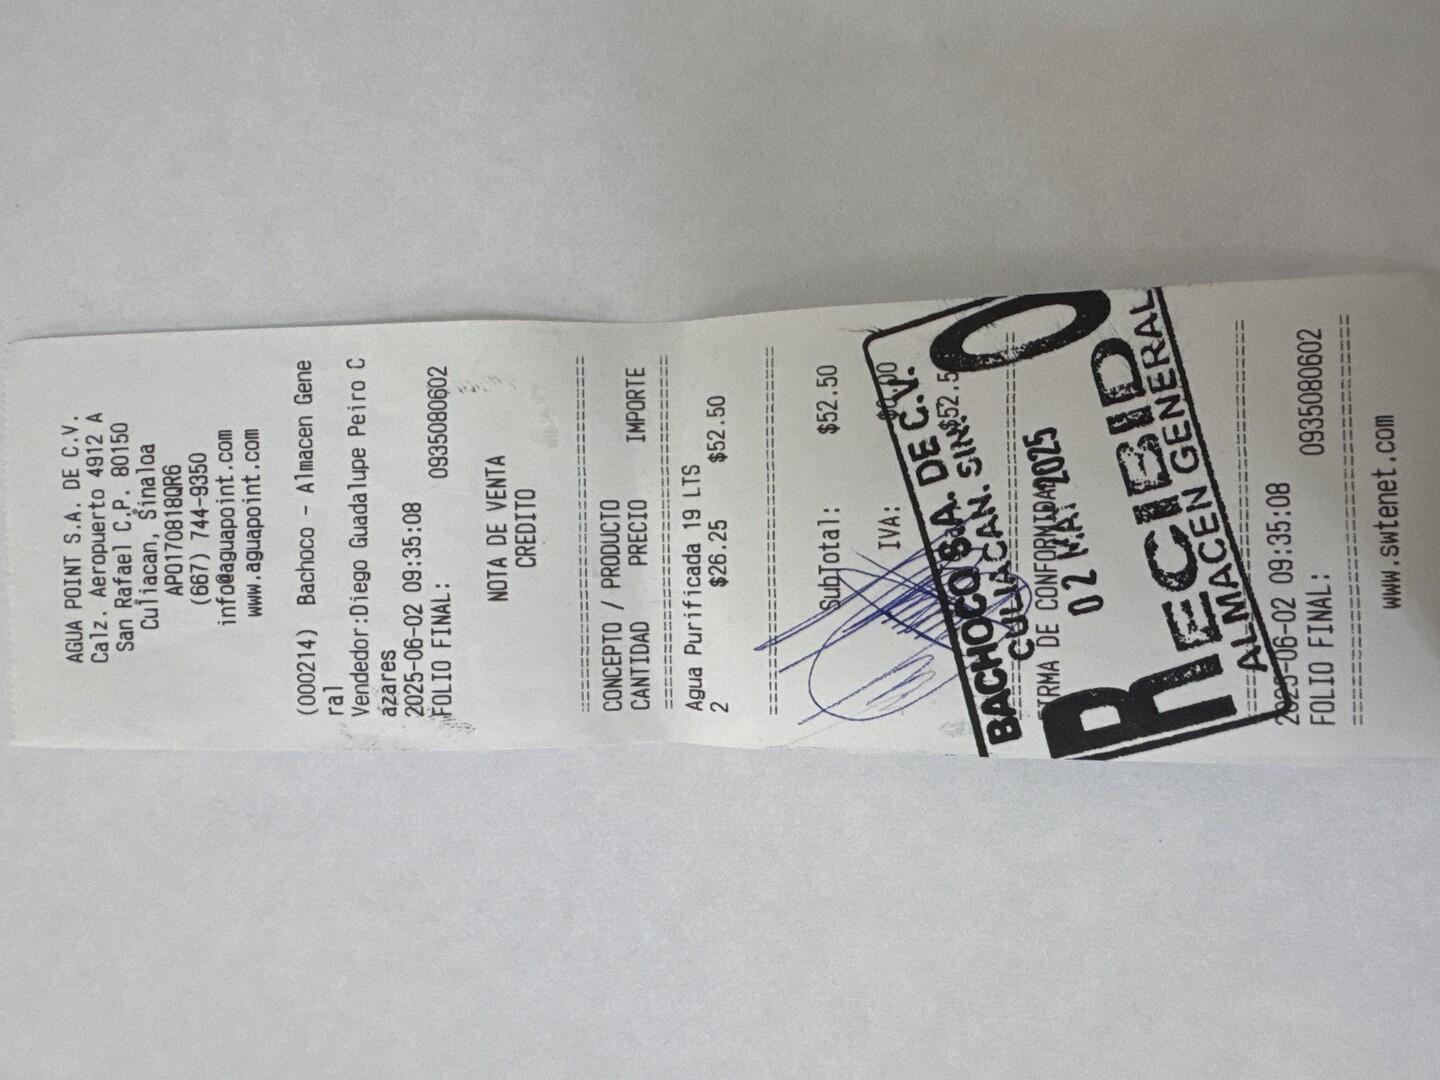 AGUA POINT S.A. DE C.V.
Calz. Aeropuerto 4912 A
San Rafael C.P. 80150
Culiacan, Sinaloa
APO170818QR6
(667) 744-9350
info@aguapoint.com
www.aguapoint.com
(000214) Bachoco - Almacen Gene
ral
Vendedor:Diego Guadalupe Peiro C
azares
2025-06-02 09:35:08
FOLIO FINAL: 0935080602
NOTA DE VENTA
CREDITO
CONCEPTO / PRODUCTO
CANTIDAD PRECIO IMPORTE
Agua Purificada 19 LTS
2 $26.25 $52.50
SubTotal: $52.50
IVA: $0.00
$52.5
FIRMA DE CONFORMIDAD
BACHOCO S.A. DE C.V.
CULIACAN. SIN.
02 MAY 2025
RECIBIDO
ALMACEN GENERAL
2025-06-02 09:35:08
FOLIO FINAL: 0935080602
www.swtenet.com